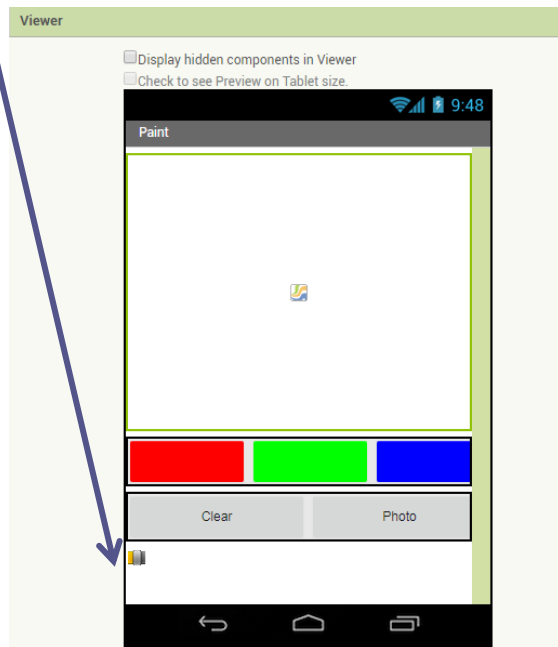 Viewer
Display hidden components in Viewer
Check to see Preview on Tablet size.
9:48
Paint
Clear
Photo